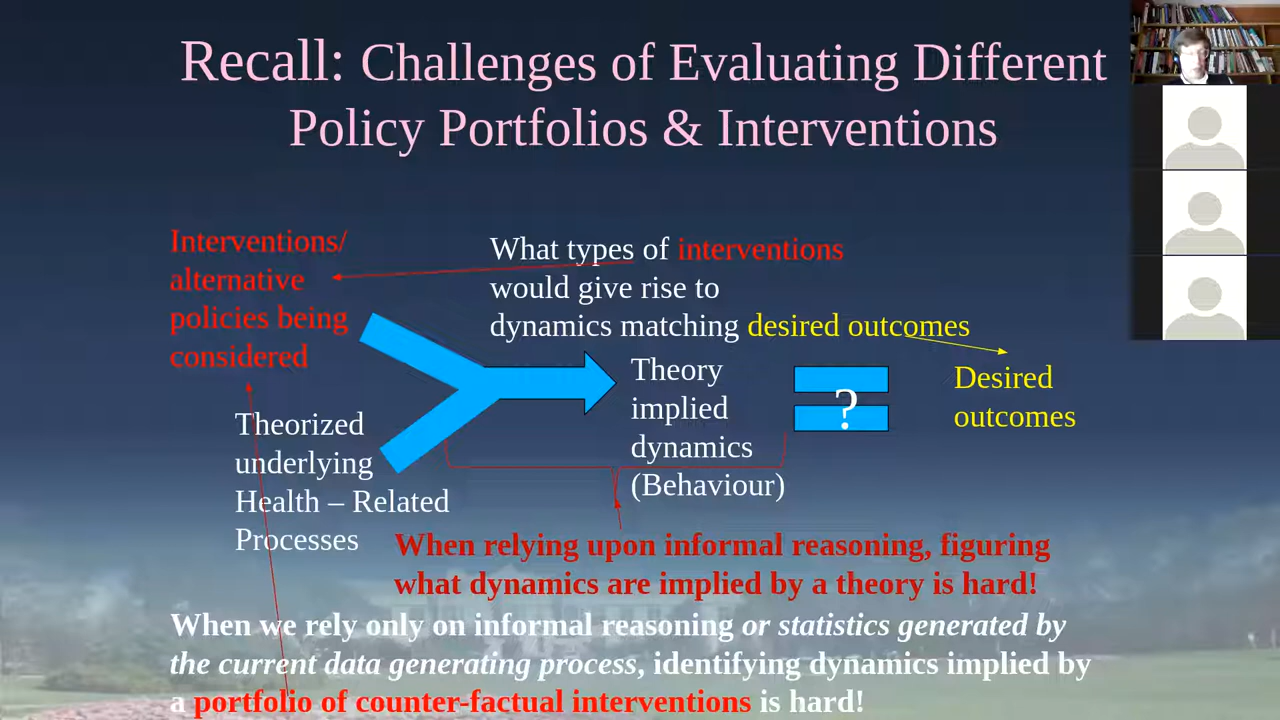 Recall: Challenges of Evaluating Different
Policy Portfolios & Interventions
Interventions/
alternative
policies being
considered
What types of interventions
would give rise to
dynamics matching desired outcomes
Theory
implied
dynamics
(Behaviour)
?
Desired
outcomes
Theorized
underlying
Health – Related
Processes
When relying upon informal reasoning, figuring
what dynamics are implied by a theory is hard!
When we rely only on informal reasoning or statistics generated by
the current data generating process, identifying dynamics implied by
a portfolio of counter-factual interventions is hard!